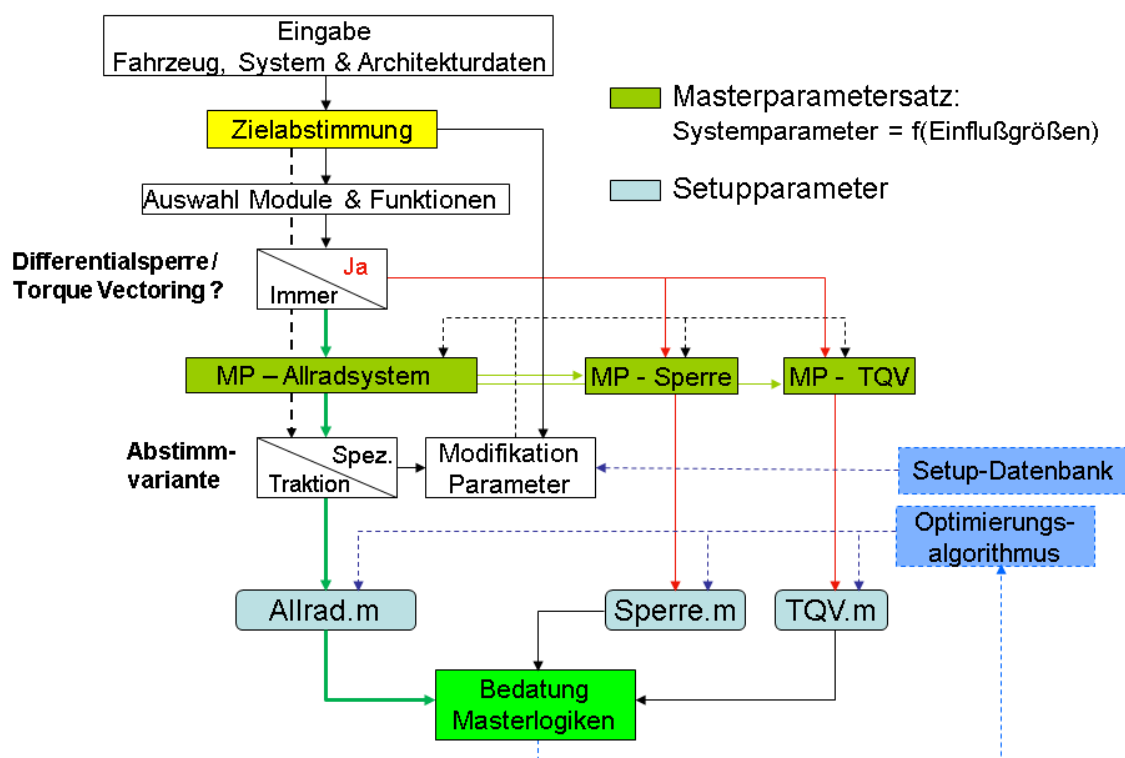 Eingabe
Fahrzeug, System & Architekturdaten
Masterparametersatz:
Systemparameter = f(Einflußgrößen)
Zielabstimmung
Setupparameter
Auswahl Module & Funktionen
Differentialsperre/
Torque Vectoring ?
Ja
Immer
MP – Allradsystem
MP - Sperre
MP - TQV
Abstimm-
variante
Spez.
Traktion
Modifikation
Parameter
Setup-Datenbank
Optimierungs-
algorithmus
Allrad.m
Sperre.m
TQV.m
Bedatung
Masterlogiken